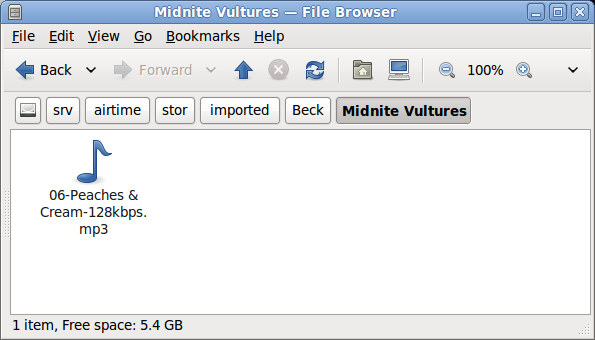 Midnite Vultures — File Browser
File Edit View Go Bookmarks Help
Back Forward 100%
srv airtime stor imported Beck Midnite Vultures
06-Peaches &
Cream-128kbps.
mp3
1 item, Free space: 5.4 GB